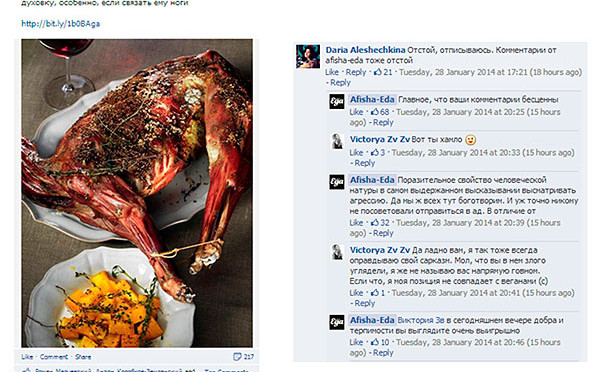 духовку, особенно, если связать ему ноги
http://bit.ly/1b0BAga
Like · Comment · Share
217
Top Comments
Daria Aleshechkina Отстой, отписываюсь. Комментарии от
afisha-eda тоже отстой
Like · Reply · 21 · Tuesday, 28 January 2014 at 17:21 (18 hours ago)
Еда
Afisha-Eda Главное, что ваши комментарии бесценны
Like · 68 · Tuesday, 28 January 2014 at 20:25 (15 hours
ago) · Reply
Victorya Zv Zv Вот ты хамло
Like · 3 · Tuesday, 28 January 2014 at 20:33 (15 hours ago)
· Reply
Еда
Afisha-Eda Поразительное свойство человеческой
натуры в самом выдержанном высказывании высматривать
агрессию. Да мы ж всех тут боготворим. И уж точно никому
не посоветовали отправиться в ад. В отличие от
Like · 32 · Tuesday, 28 January 2014 at 20:39 (15 hours
ago) · Reply
Victorya Zv Zv Да ладно вам, я так тоже всегда
оправдываю свой сарказм. Мол, что вы в нем злого
углядели, я же не называю вас напрямую говном.
Если что, я моя позиция не совпадает с веганами (с)
Like · 1 · Tuesday, 28 January 2014 at 20:41 (15 hours ago) ·
Reply
Еда
Afisha-Eda Виктория Зв в сегодняшнем вечере добра и
терпимости вы выглядите очень выигрышно
Like · 10 · Tuesday, 28 January 2014 at 20:46 (15 hours
ago) · Reply